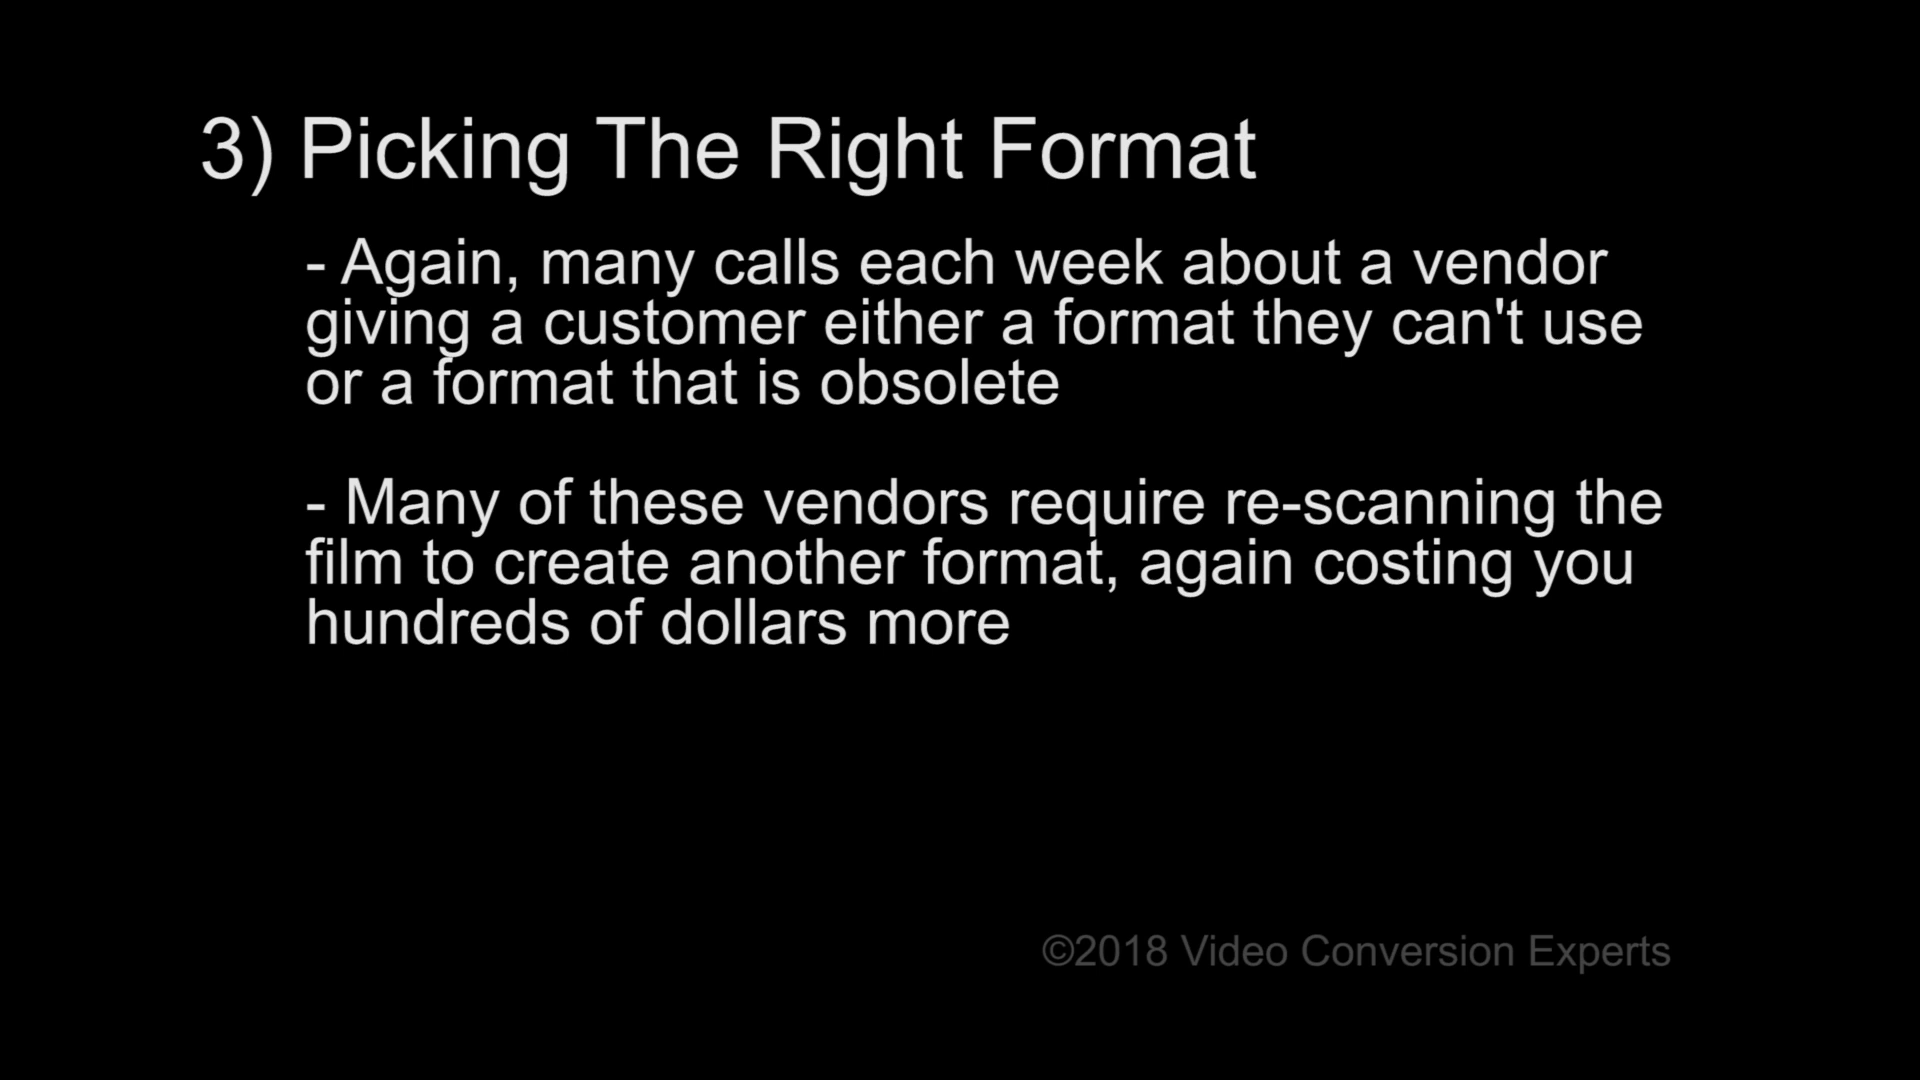 3) Picking The Right Format
- Again, many calls each week about a vendor
giving a customer either a format they can't use
or a format that is obsolete
- Many of these vendors require re-scanning the
film to create another format, again costing you
hundreds of dollars more
©2018 Video Conversion Experts